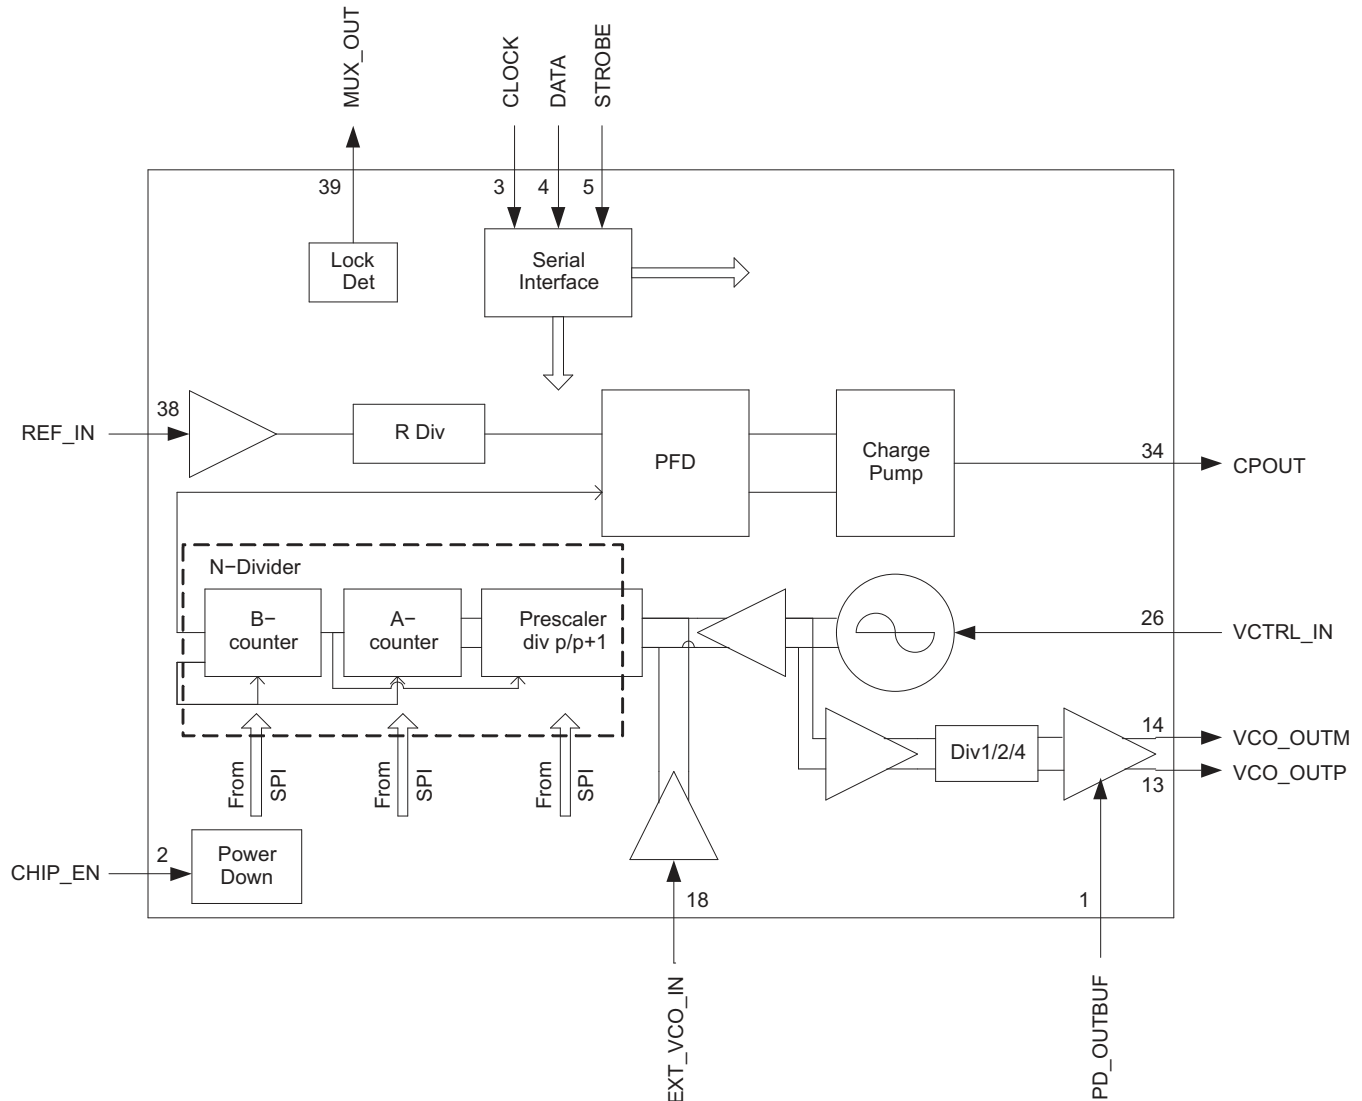 MUX_OUT
CLOCK
DATA
STROBE
39
3
4
5
Lock
Det
Serial
Interface
REF_IN
38
R Div
PFD
Charge
Pump
34
CPOUT
N−Divider
B−
counter
A−
counter
Prescaler
div p/p+1
26
VCTRL_IN
From
SPI
From
SPI
From
SPI
Div1/2/4
14
VCO_OUTM
13
VCO_OUTP
CHIP_EN
2
Power
Down
18
1
EXT_VCO_IN
PD_OUTBUF